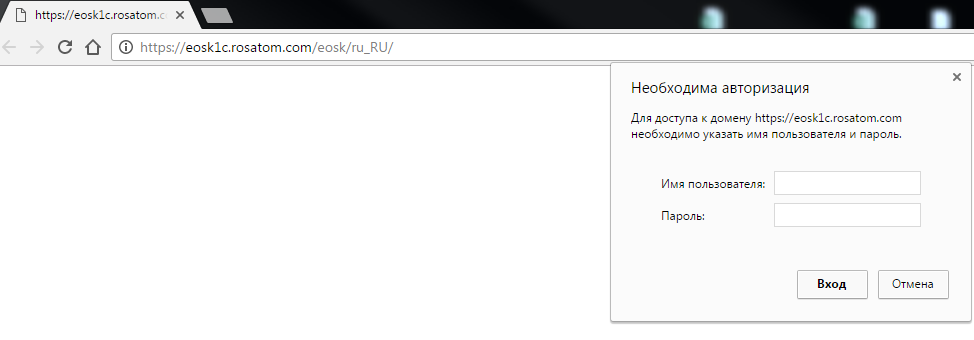 https://eosk1c.rosatom.c
https://eosk1c.rosatom.com/eosk/ru_RU/
Необходима авторизация
Для доступа к домену https://eosk1c.rosatom.com
необходимо указать имя пользователя и пароль.
Имя пользователя:
Пароль:
Вход Отмена